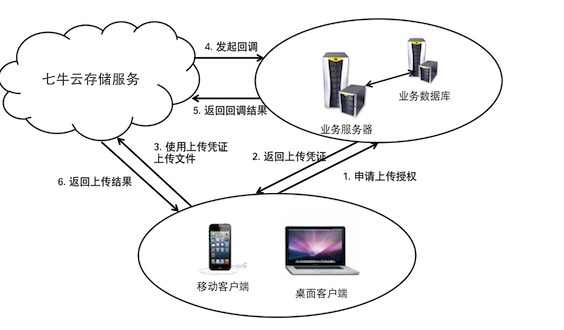 4. 发起回调
七牛云存储服务
业务数据库
5. 返回回调结果
业务服务器
3. 使用上传凭证
上传文件
2. 返回上传凭证
6. 返回上传结果
1. 申请上传授权
移动客户端
桌面客户端